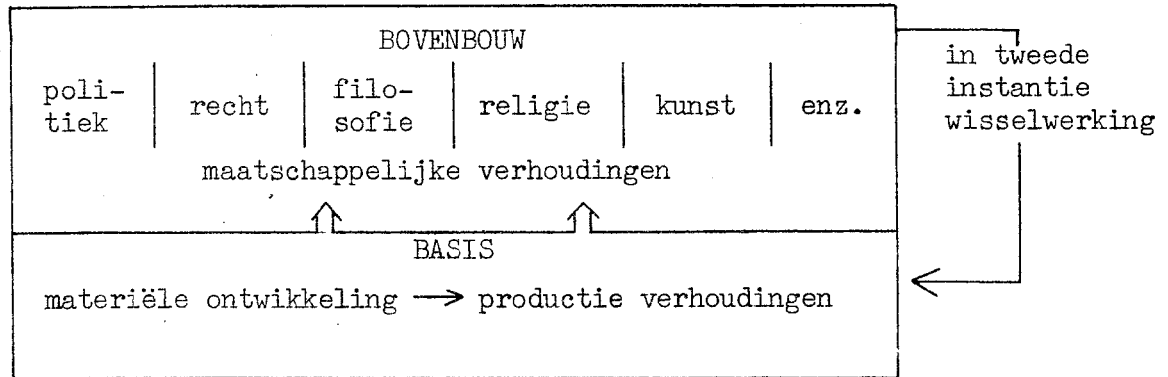 BOVENBOUW
poli-
tiek
recht
filo-
sofie
religie
kunst
enz.
maatschappelijke verhoudingen
BASIS
materiële ontwikkeling → productie verhoudingen
in tweede
instantie
wisselwerking